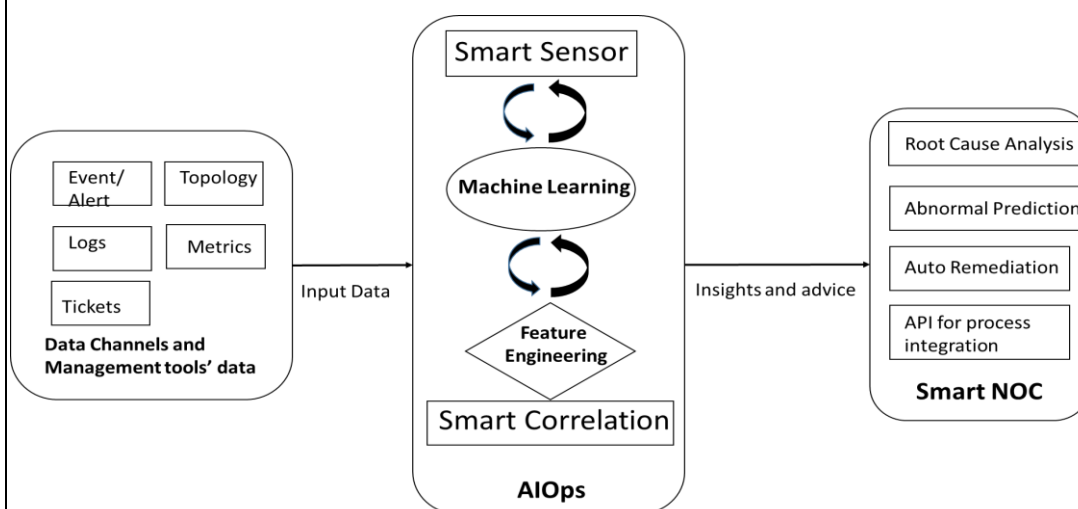 Event/
Alert
Topology
Logs
Metrics
Tickets
Data Channels and
Management tools' data
Input Data
Smart Sensor
Machine Learning
Feature
Engineering
Smart Correlation
AIOps
Insights and advice
Root Cause Analysis
Abnormal Prediction
Auto Remediation
API for process
integration
Smart NOC